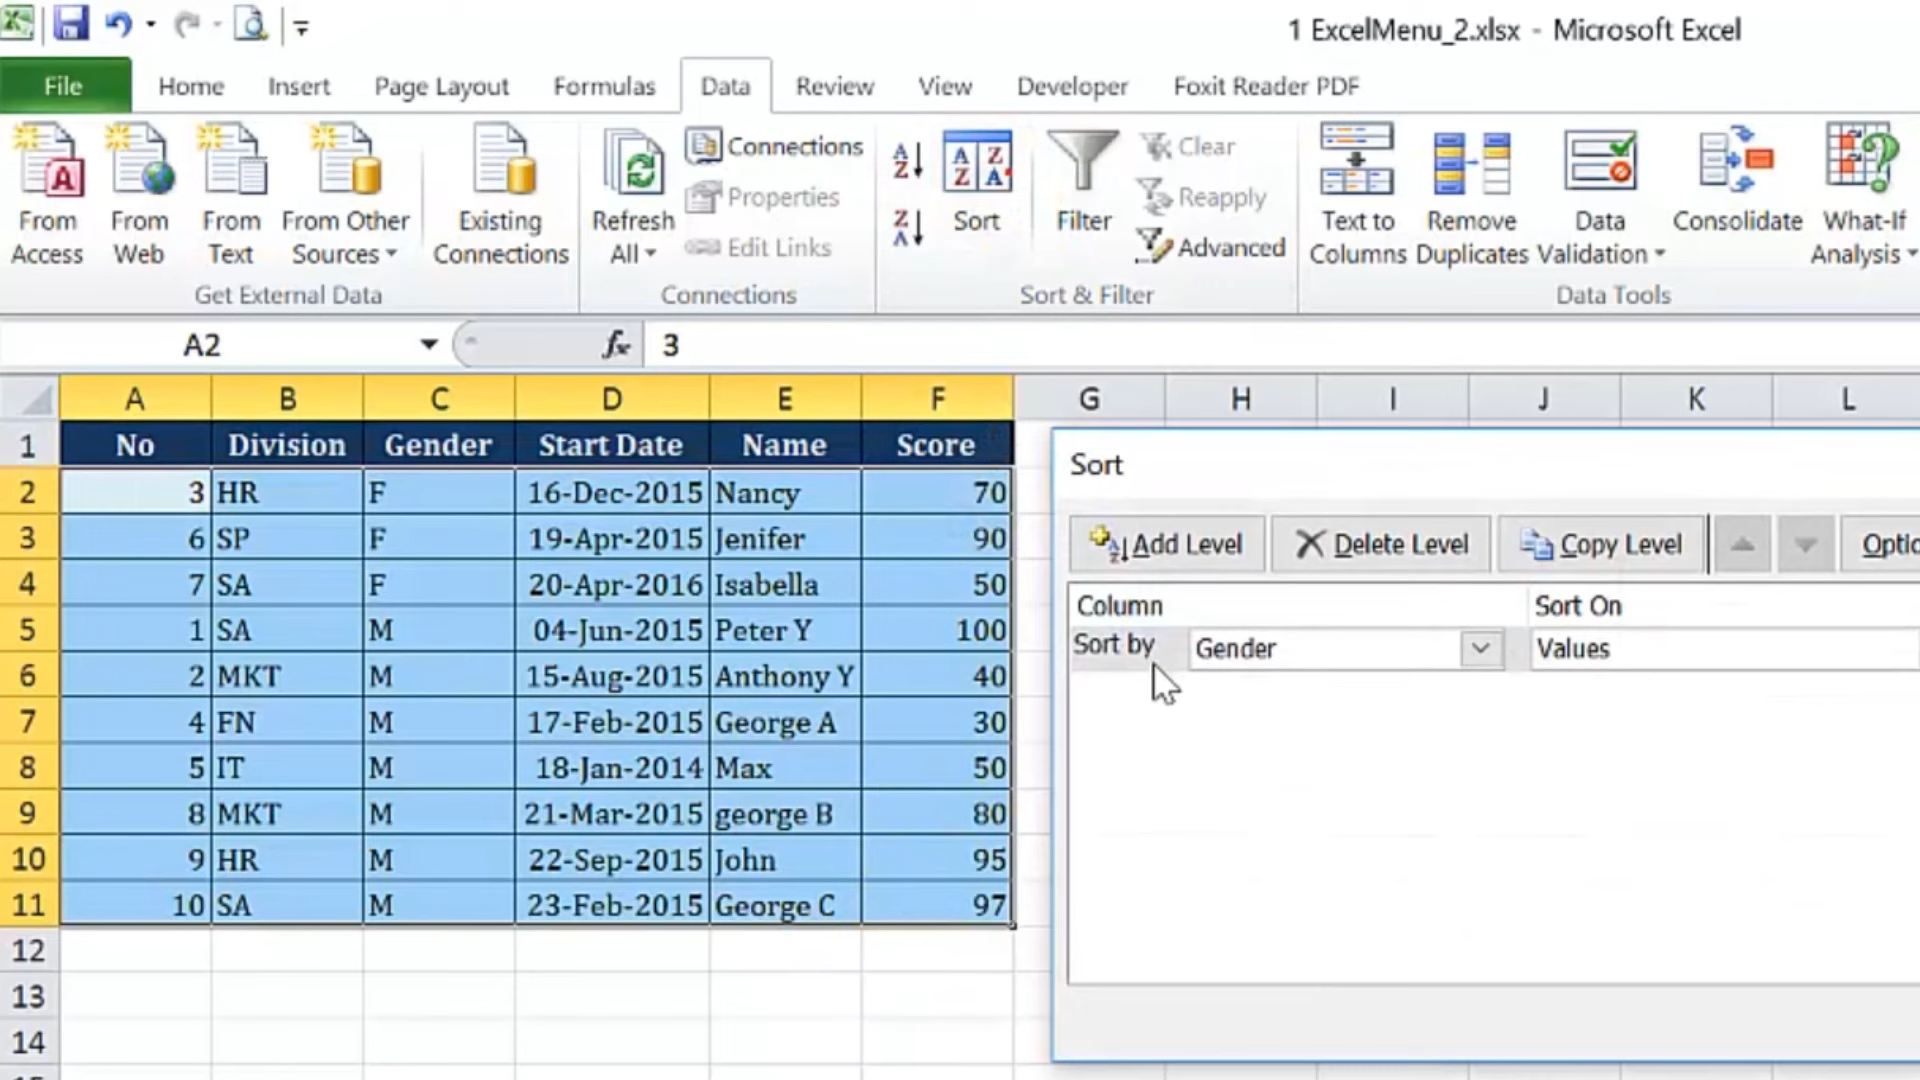 1 ExcelMenu_2.xlsx - Microsoft Excel
File Home Insert Page Layout Formulas Data Review View Developer Foxit Reader PDF
From Access
From Web
From Text
From Other Sources
Existing Connections
Get External Data
Refresh All
Connections
Properties
Edit Links
Connections
Sort
Filter
Clear
Reapply
Advanced
Sort & Filter
Text to Columns
Remove Duplicates
Data Validation
Consolidate
What-If Analysis
Data Tools
A2 fx 3
A B C D E F G H I J K L
1 No Division Gender Start Date Name Score
2 3 HR F 16-Dec-2015 Nancy 70
3 6 SP F 19-Apr-2015 Jenifer 90
4 7 SA F 20-Apr-2016 Isabella 50
5 1 SA M 04-Jun-2015 Peter Y 100
6 2 MKT M 15-Aug-2015 Anthony Y 40
7 4 FN M 17-Feb-2015 George A 30
8 5 IT M 18-Jan-2014 Max 50
9 8 MKT M 21-Mar-2015 george B 80
10 9 HR M 22-Sep-2015 John 95
11 10 SA M 23-Feb-2015 George C 97
12
13
14
Sort
Add Level Delete Level Copy Level Optio
Column Sort On
Sort by Gender Values